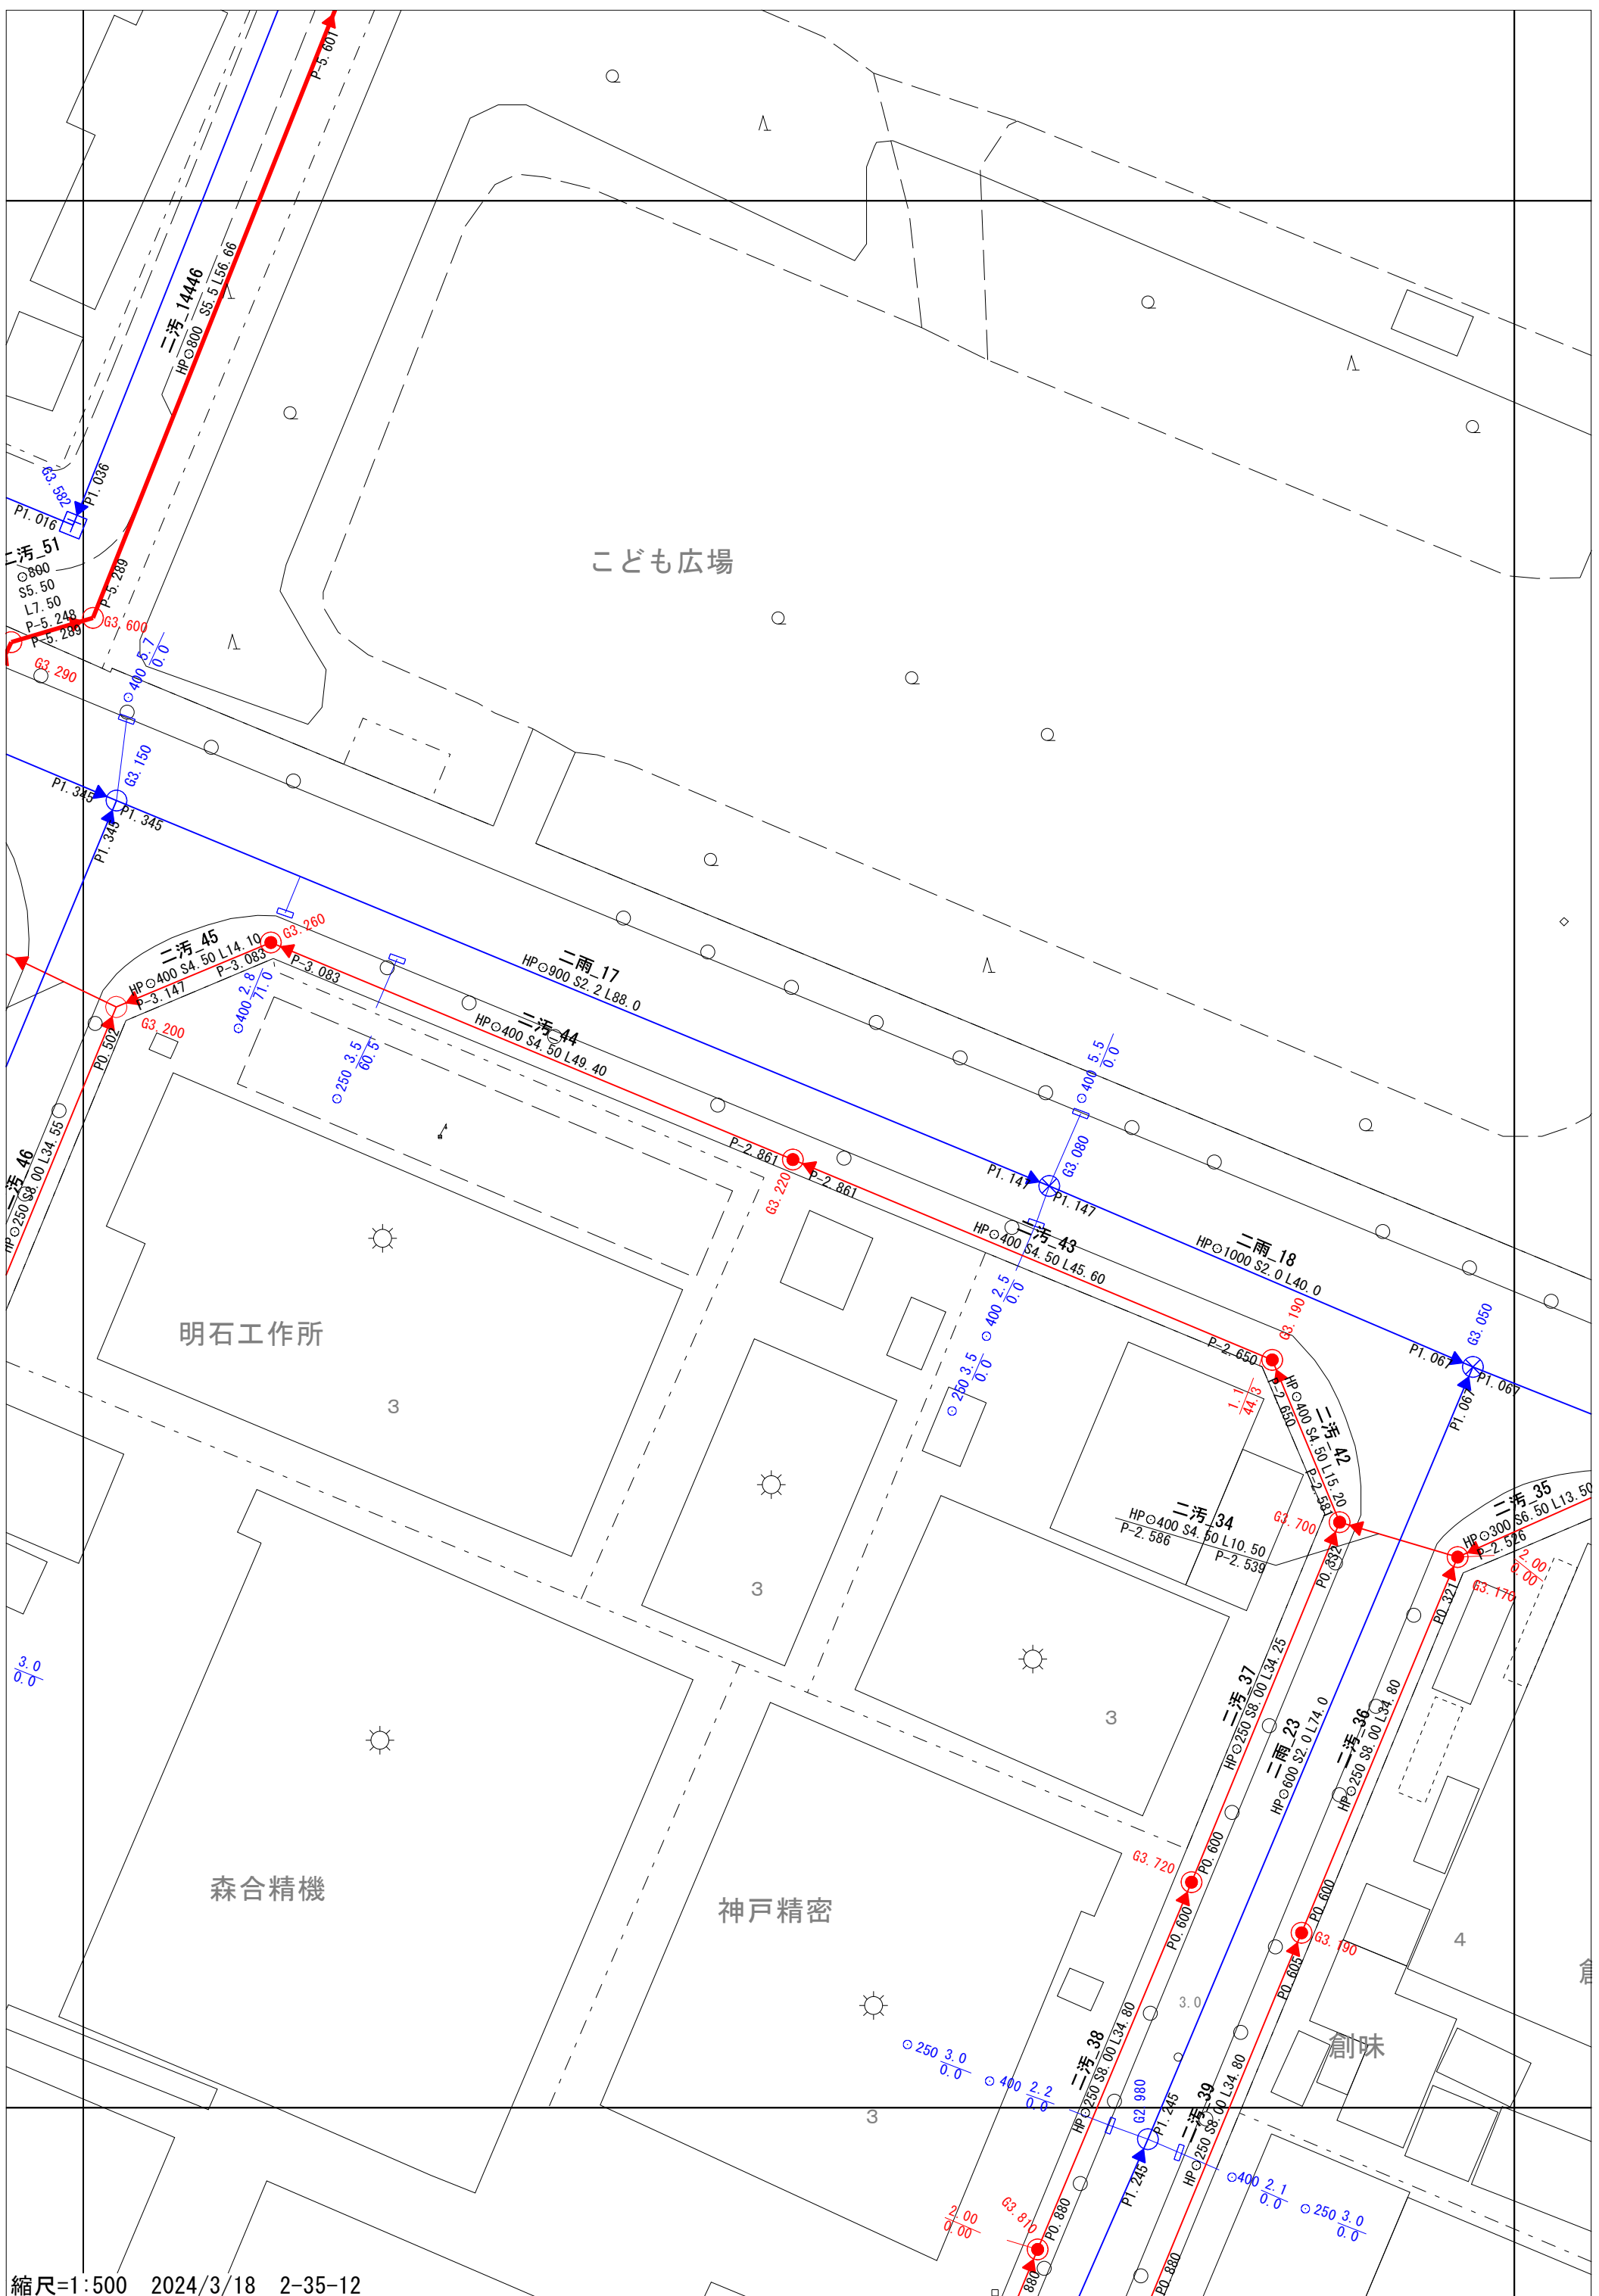 P-5.601
二汚_14446
HP⊙800 S5.5 L56.66
G3.582
P1.036
P1.016
二汚_51
⊙800
S5.50
L7.50
P-5.248
P-5.289
P-5.289
G3.600
G3.290
こども広場
⊙400 5.7
0.0
G3.150
P1.345
P1.345
P1.345
二汚_45
HP⊙400 S4.50 L14.10
P-3.083
P-3.147
G3.260
P-3.083
G3.200
P0.502
⊙400 2.8
71.0
⊙250 3.5
60.5
二雨_17
HP⊙900 S2.2 L88.0
二汚_44
HP⊙400 S4.50 L49.40
⊙400 5.5
0.0
G3.080
P1.147
P1.147
P-2.861
P-2.861
G3.220
二汚_46
HP⊙250 S8.00 L34.55
二汚_43
HP⊙400 S4.50 L45.60
二雨_18
HP⊙1000 S2.0 L40.0
⊙400 2.5
0.0
⊙250 3.5
0.0
G3.190
G3.050
P-2.650
P1.067
P1.067
P1.067
明石工作所
3
1.1
44.3
P-2.650
HP⊙400 S4.50 L15.20
二汚_42
P-2.581
二汚_34
HP⊙400 S4.50 L10.50
P-2.586
P-2.539
G3.700
P0.332
二汚_35
HP⊙300 S6.50 L13.50
P-2.526
2.00
0.00
G3.170
P0.321
3
3.0
0.0
3
二汚_37
HP⊙250 S8.00 L34.25
二雨_23
HP⊙600 S2.0 L74.0
二汚_36
HP⊙250 S8.00 L34.80
森合精機
神戸精密
G3.720
P0.600
P0.600
P0.600
G3.190
P0.605
4
創
3.0
創味
二汚_38
HP⊙250 S8.00 L34.80
⊙250 3.0
0.0
⊙400 2.2
0.0
3
G2.980
P1.245
P1.245
二汚_39
HP⊙250 S8.00 L34.80
⊙400 2.1
0.0
⊙250 3.0
0.0
2.00
0.00
G3.810
P0.880
880
P0.880
縮尺=1:500 2024/3/18 2-35-12